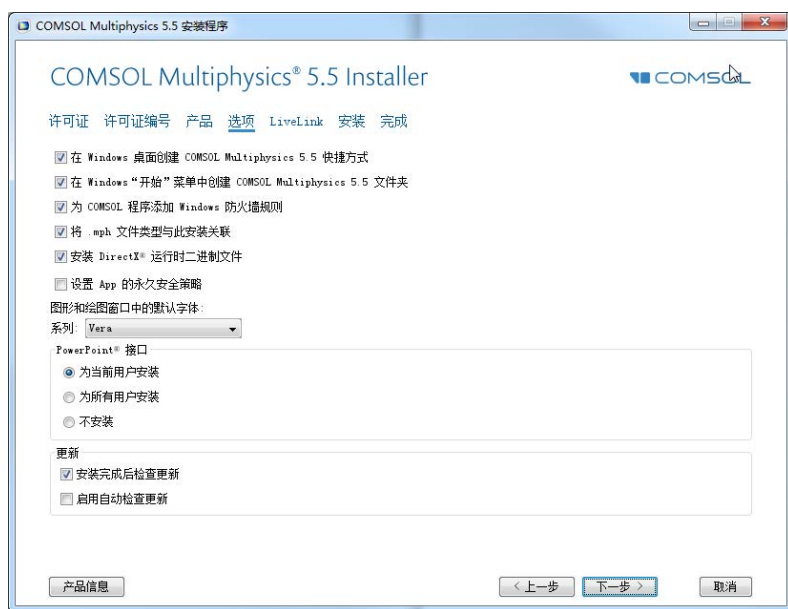 COMSOL Multiphysics 5.5 安装程序
COMSOL Multiphysics® 5.5 Installer
COMSOL
许可证 许可证编号 产品 选项 LiveLink 安装 完成
在 Windows 桌面创建 COMSOL Multiphysics 5.5 快捷方式
在 Windows“开始”菜单中创建 COMSOL Multiphysics 5.5 文件夹
为 COMSOL 程序添加 Windows 防火墙规则
将 .mph 文件类型与此安装关联
安装 DirectX® 运行时二进制文件
设置 App 的永久安全策略
图形和绘图窗口中的默认字体:
系列: Vera
PowerPoint® 接口
为当前用户安装
为所有用户安装
不安装
更新
安装完成后检查更新
启用自动检查更新
产品信息 < 上一步 下一步 > 取消